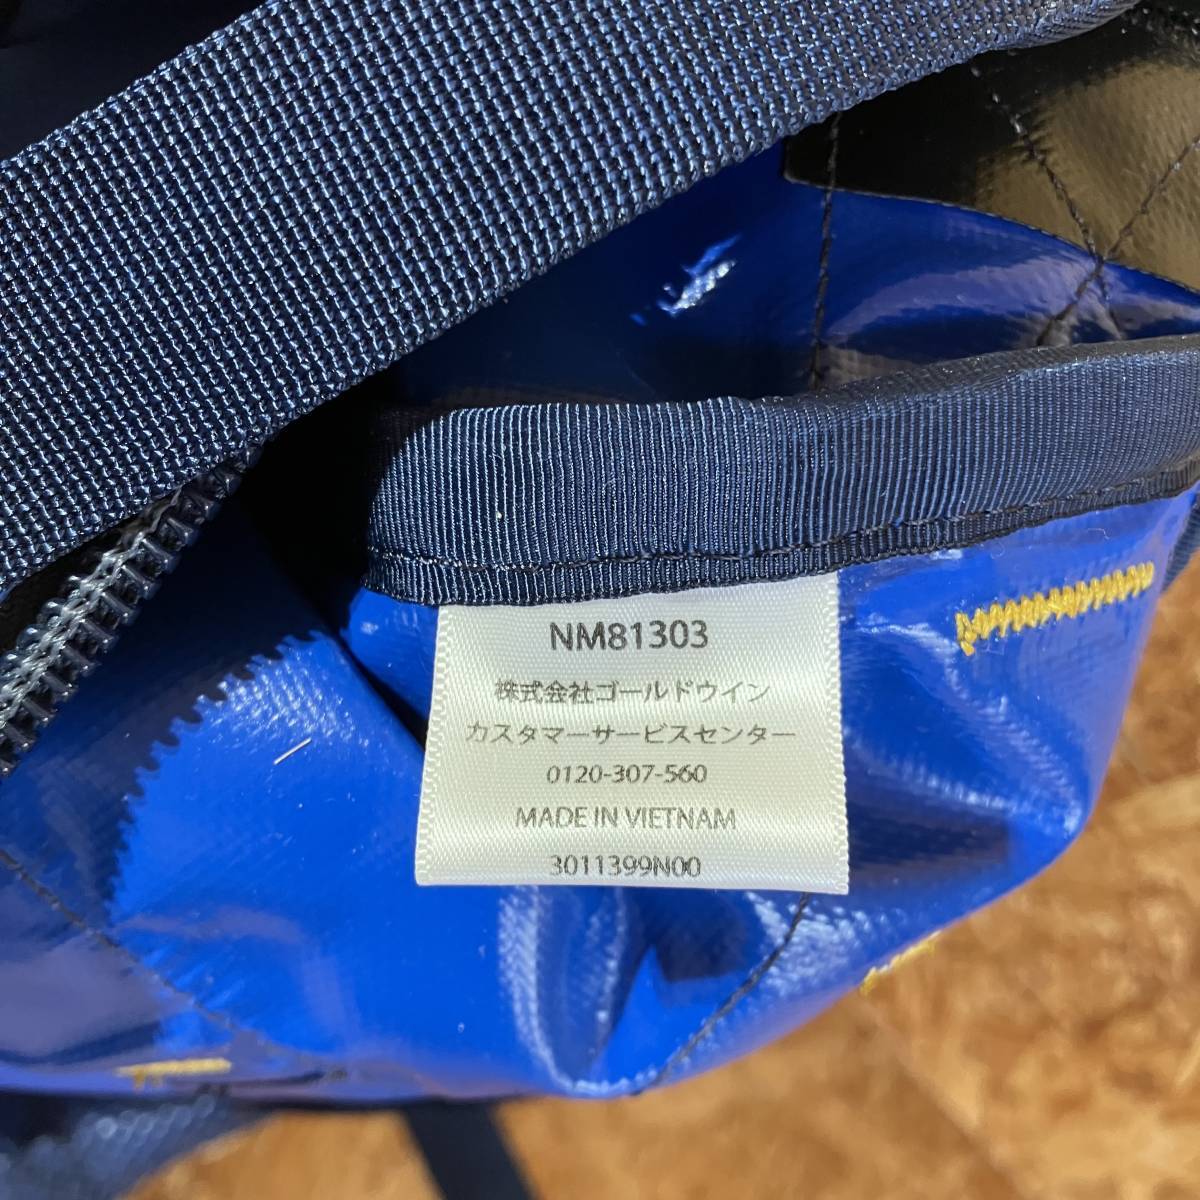 NM81303
株式会社ゴールドウイン
カスタマーサービスセンター
0120-307-560
MADE IN VIETNAM
3011399N00